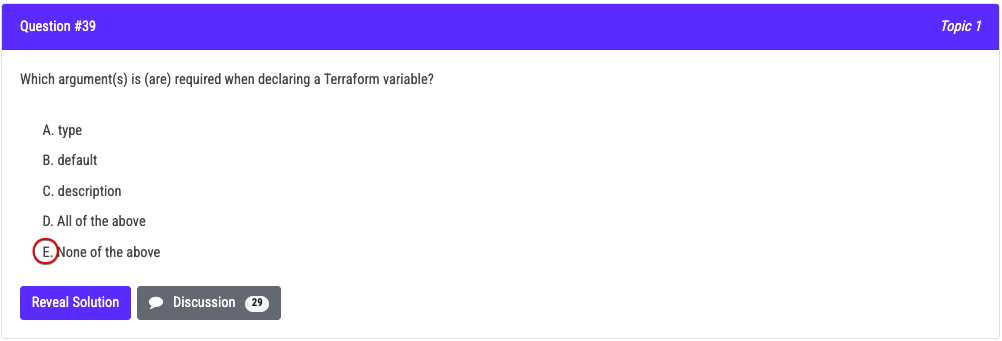 Question #39 Topic 1
Which argument(s) is (are) required when declaring a Terraform variable?
A. type
B. default
C. description
D. All of the above
E. None of the above
Reveal Solution Discussion 29